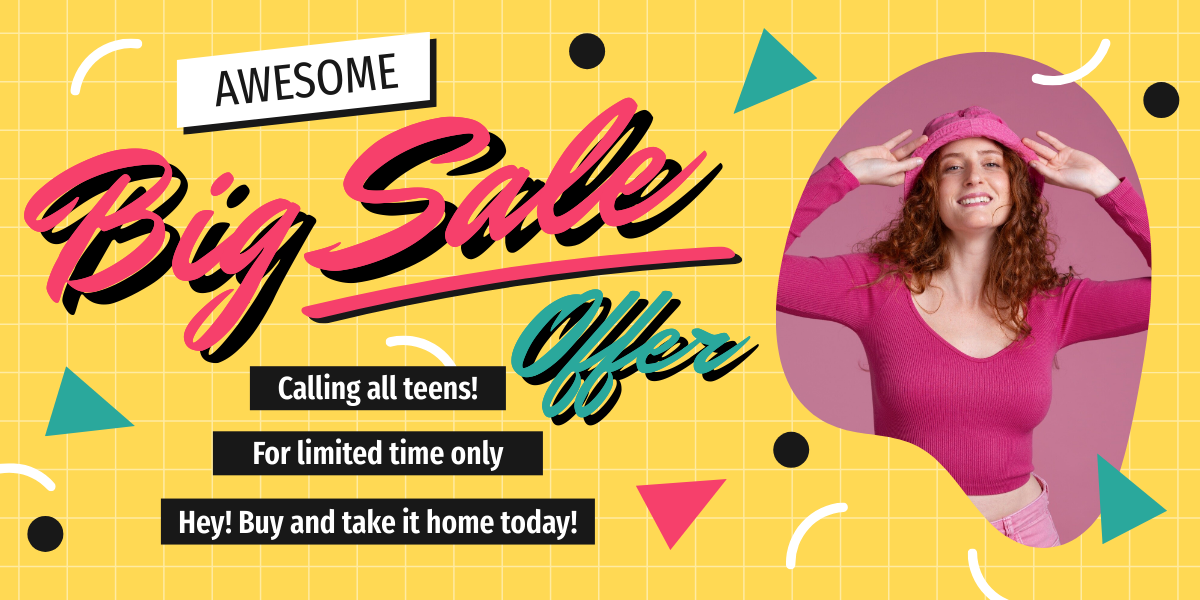 AWESOME
Big Sale
Offer
Calling all teens!
For limited time only
Hey! Buy and take it home today!